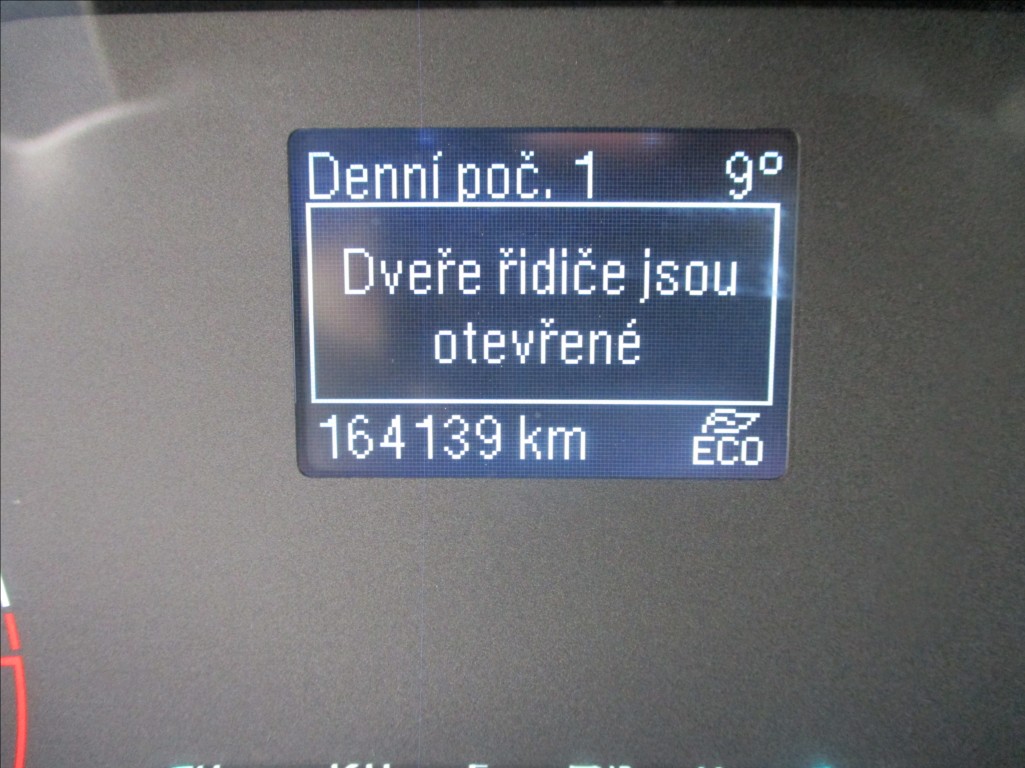 Denní poč. 1 9°
Dveře řidiče jsou
otevřené
164139 km ECO